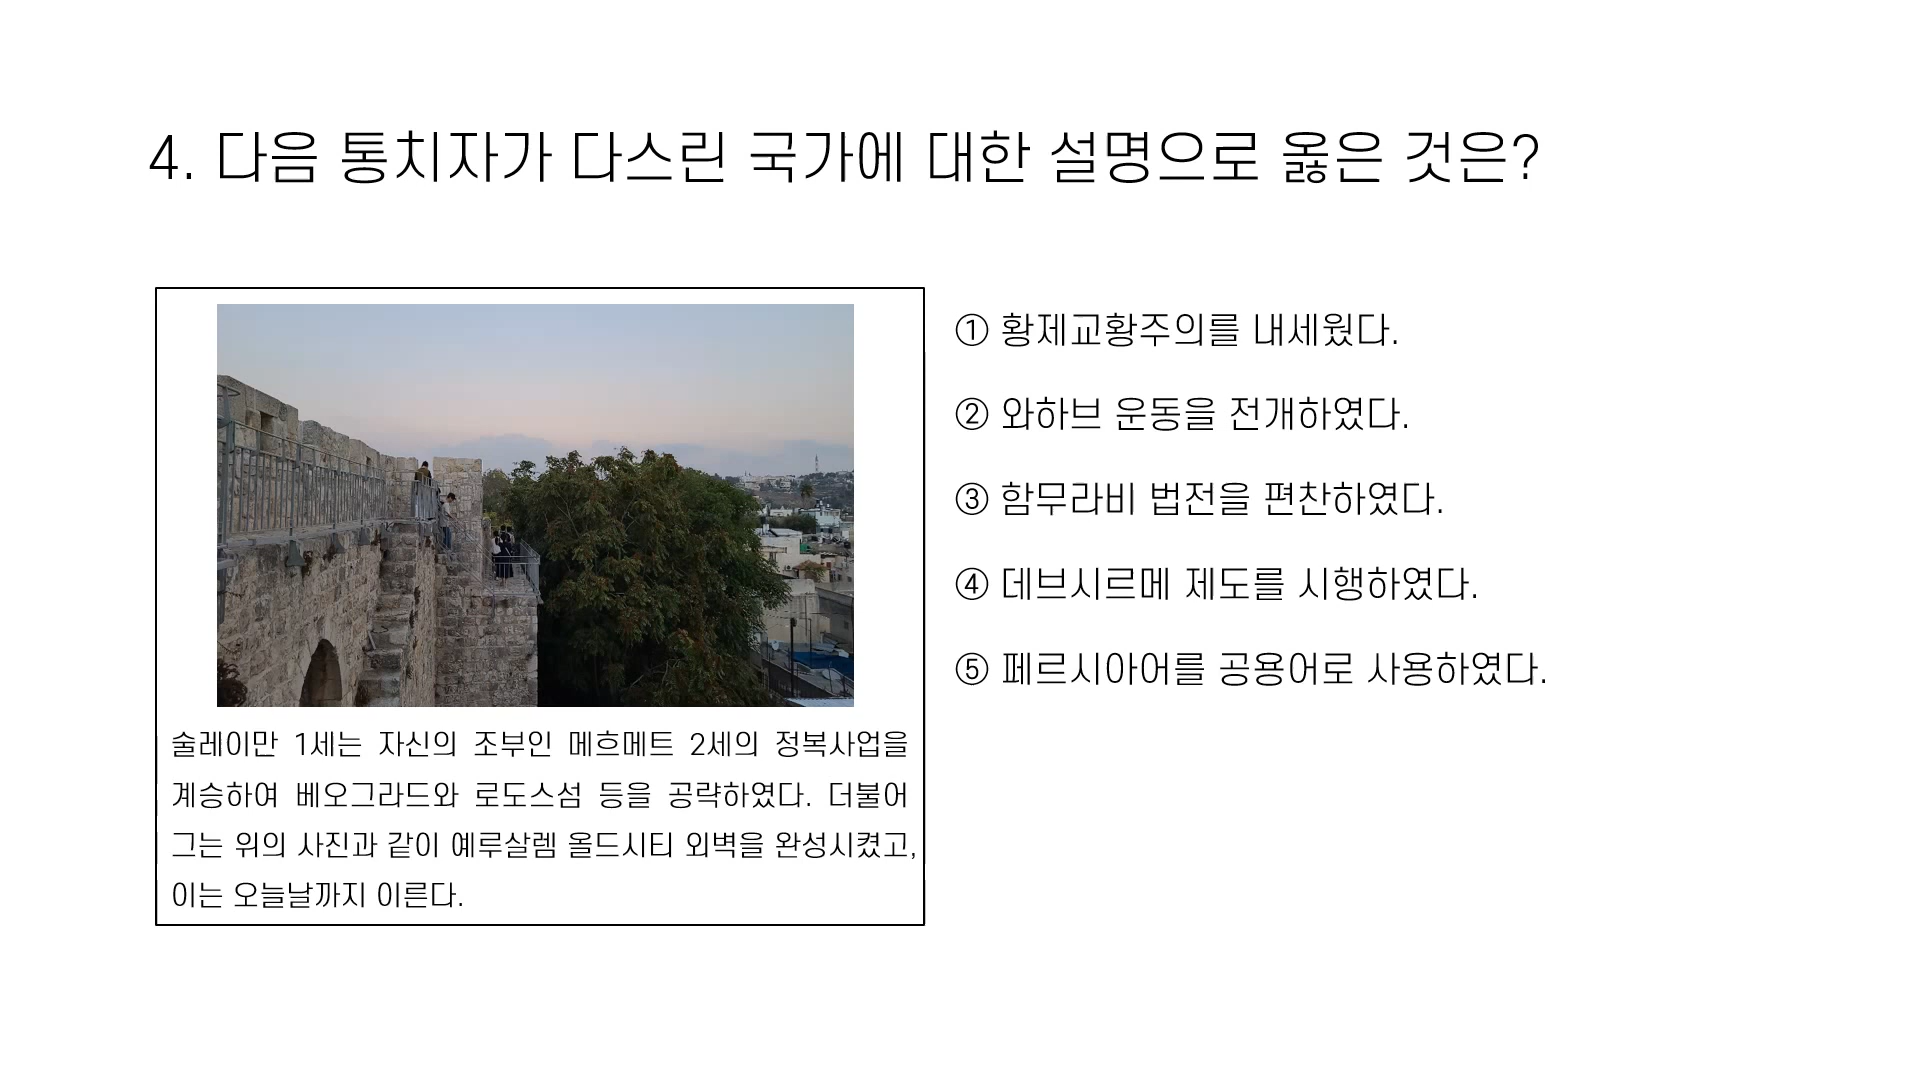 4. 다음 통치자가 다스린 국가에 대한 설명으로 옳은 것은?
술레이만 1세는 자신의 조부인 메흐메트 2세의 정복사업을
계승하여 베오그라드와 로도스섬 등을 공략하였다. 더불어
그는 위의 사진과 같이 예루살렘 올드시티 외벽을 완성시켰고,
이는 오늘날까지 이른다.
① 황제교황주의를 내세웠다.
② 와하브 운동을 전개하였다.
③ 함무라비 법전을 편찬하였다.
④ 데브시르메 제도를 시행하였다.
⑤ 페르시아어를 공용어로 사용하였다.